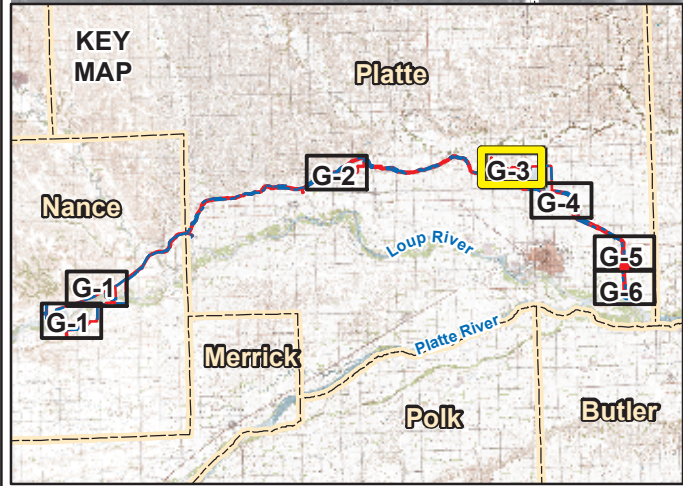 KEY
MAP
Platte
G-3
G-2
Nance
G-4
Loup River
G-5
G-1
G-6
G-1
Platte River
Merrick
Polk
Butler